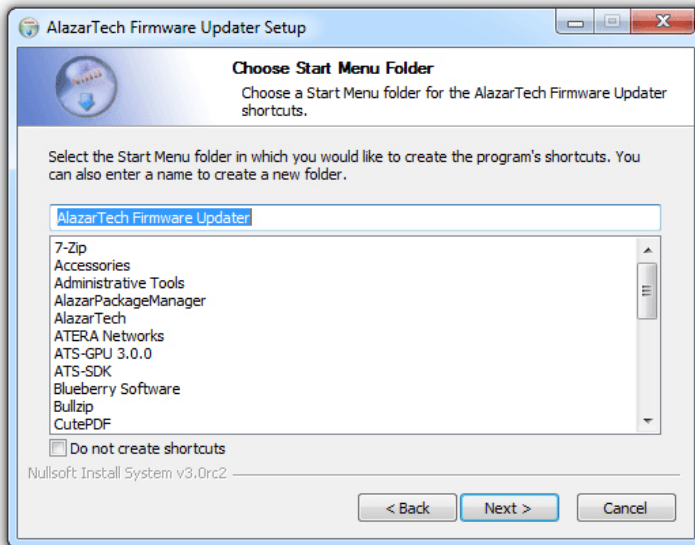 AlazarTech Firmware Updater Setup
Choose Start Menu Folder
Choose a Start Menu folder for the AlazarTech Firmware Updater
shortcuts.
Select the Start Menu folder in which you would like to create the program's shortcuts. You
can also enter a name to create a new folder.
AlazarTech Firmware Updater
7-Zip
Accessories
Administrative Tools
AlazarPackageManager
AlazarTech
ATERA Networks
ATS-GPU 3.0.0
ATS-SDK
Blueberry Software
Bullzip
CutePDF
Do not create shortcuts
Nullsoft Install System v3.0rc2
< Back Next > Cancel